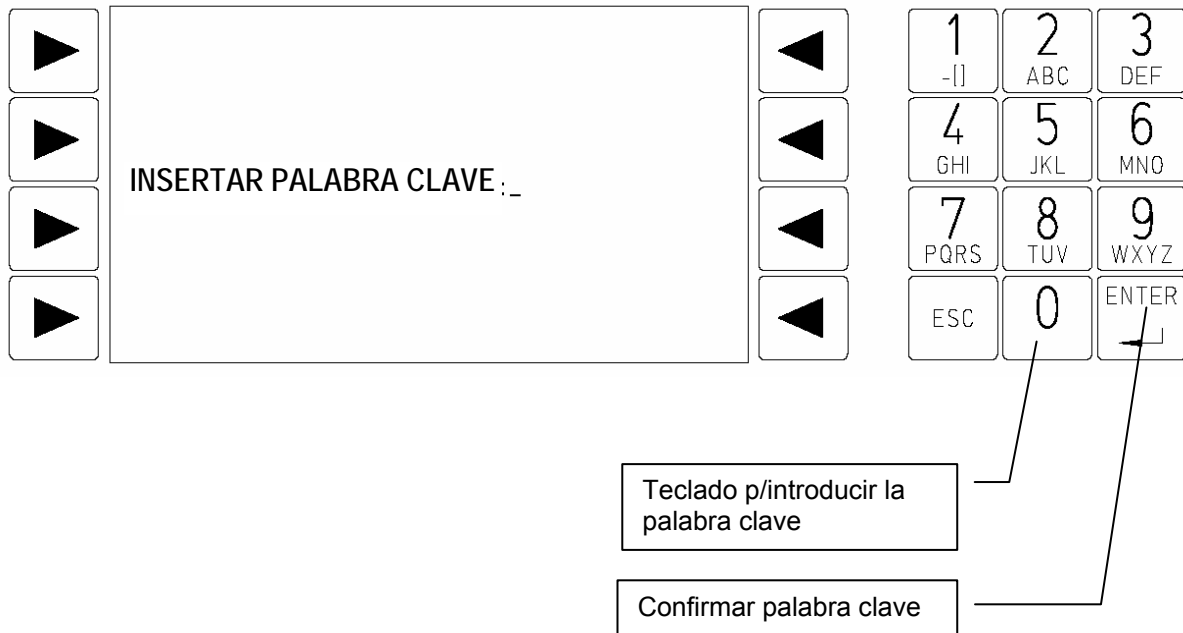 1 2 3
-[] ABC DEF
4 5 6
GHI JKL MNO
INSERTAR PALABRA CLAVE :_
7 8 9
PQRS TUV WXYZ
ESC 0 ENTER
Teclado p/introducir la
palabra clave
Confirmar palabra clave